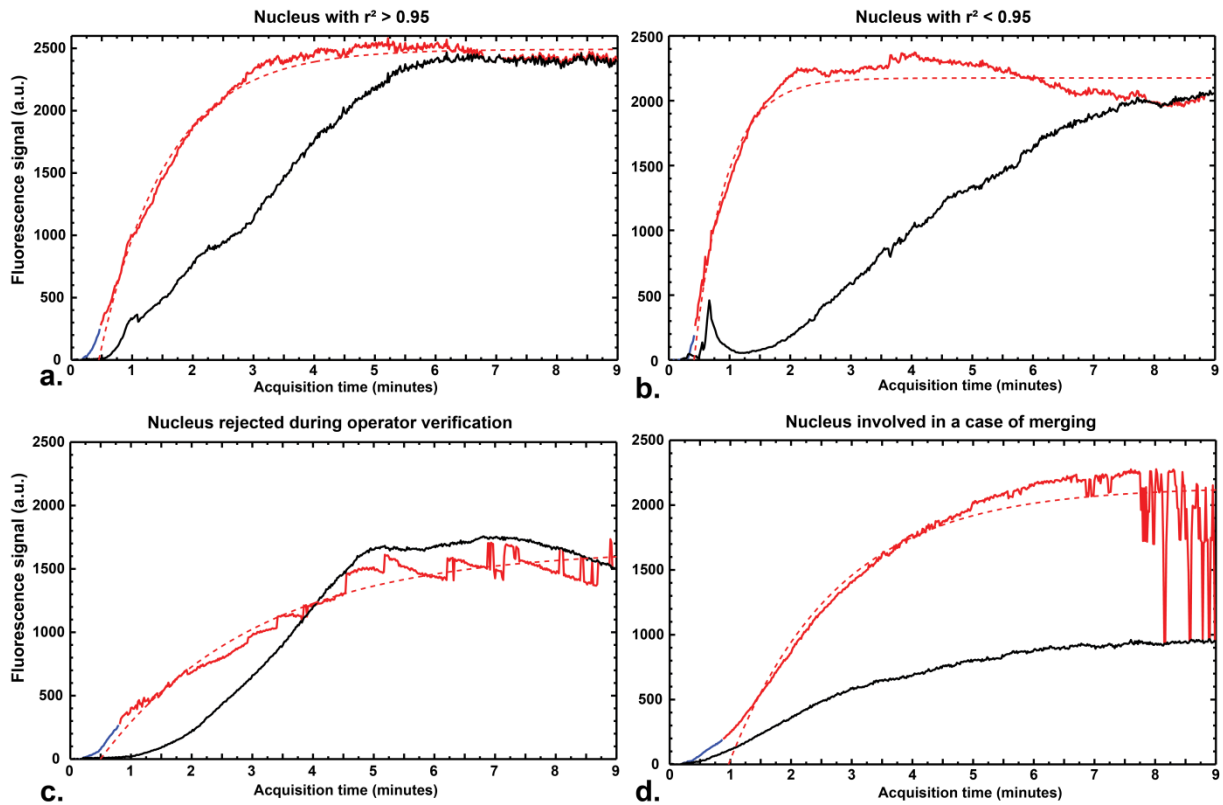 Nucleus with r² > 0.95
2500
2000
1500
1000
500
0
Fluorescence signal (a.u.)
1 2 3 4 5 6 7 8 9
a.
Acquisition time (minutes)
Nucleus with r² < 0.95
2500
2000
1500
1000
500
0
0 1 2 3 4 5 6 7 8 9
b.
Acquisition time (minutes)
Nucleus rejected during operator verification
2500
2000
1500
1000
500
0
Fluorescence signal (a.u.)
0 1 2 3 4 5 6 7 8 9
c.
Acquisition time (minutes)
Nucleus involved in a case of merging
2500
2000
1500
1000
500
0
0 1 2 3 4 5 6 7 8 9
d.
Acquisition time (minutes)